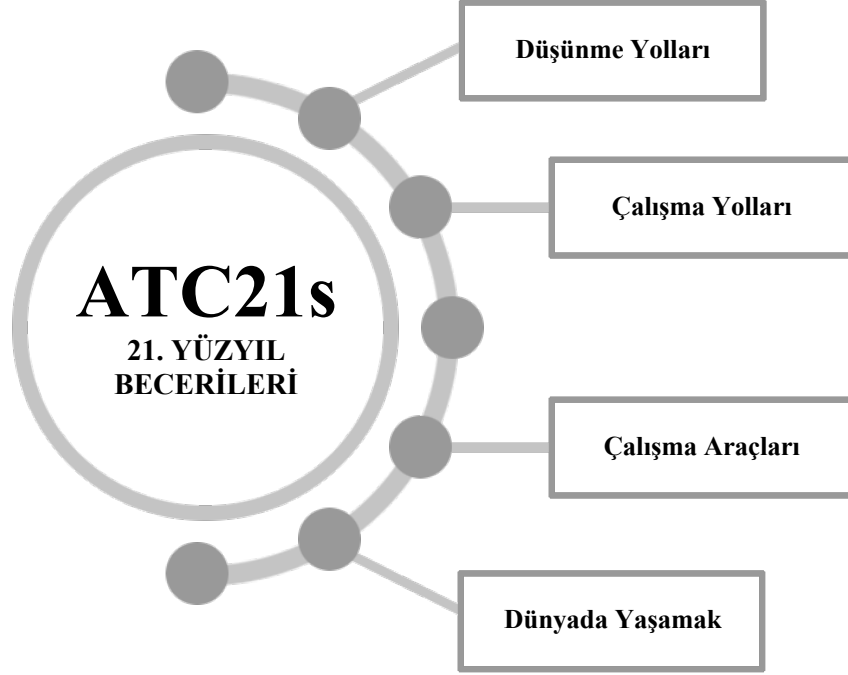 Düşünme Yolları
Çalışma Yolları
ATC21s
21. YÜZYIL
BECERİLERİ
Çalışma Araçları
Dünyada Yaşamak